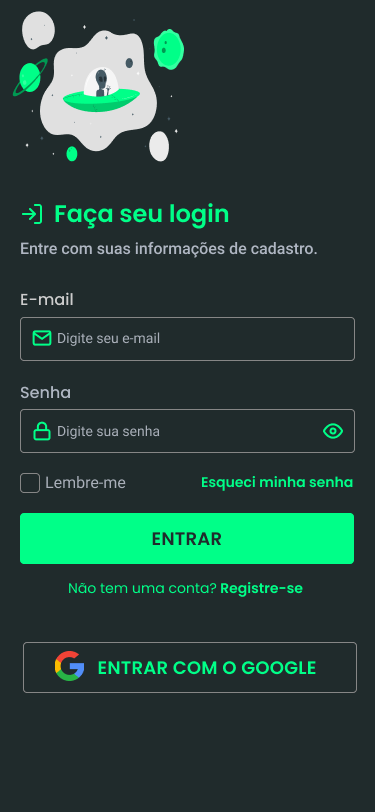 Faça seu login
Entre com suas informações de cadastro.
E-mail
Digite seu e-mail
Senha
Digite sua senha
Lembre-me
Esqueci minha senha
ENTRAR
Não tem uma conta? Registre-se
ENTRAR COM O GOOGLE